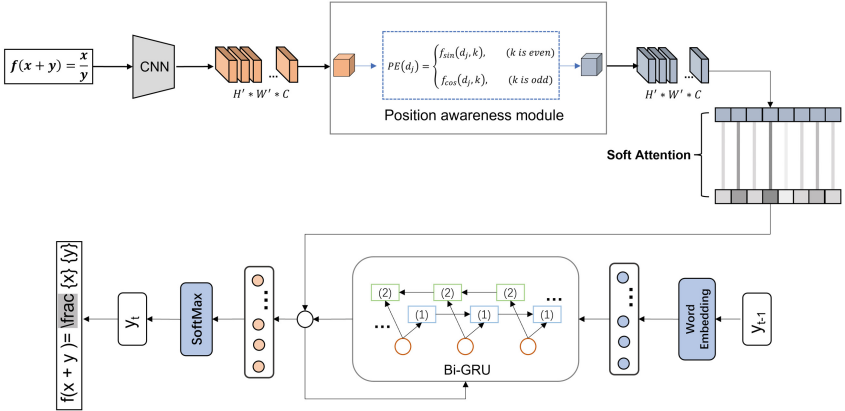 f(x + y) = x/y
CNN
...
H′ * W′ * C
PE(d_j) = { f_sin(d_j, k), (k is even)
f_cos(d_j, k), (k is odd)
Position awareness module
...
H′ * W′ * C
Soft Attention
f(x + y )= \frac {x} {y}
y_t
SoftMax
...
(2) (2) (2)
...
(1) (1) (1)
...
Bi-GRU
...
Word
Embedding
y_t-1